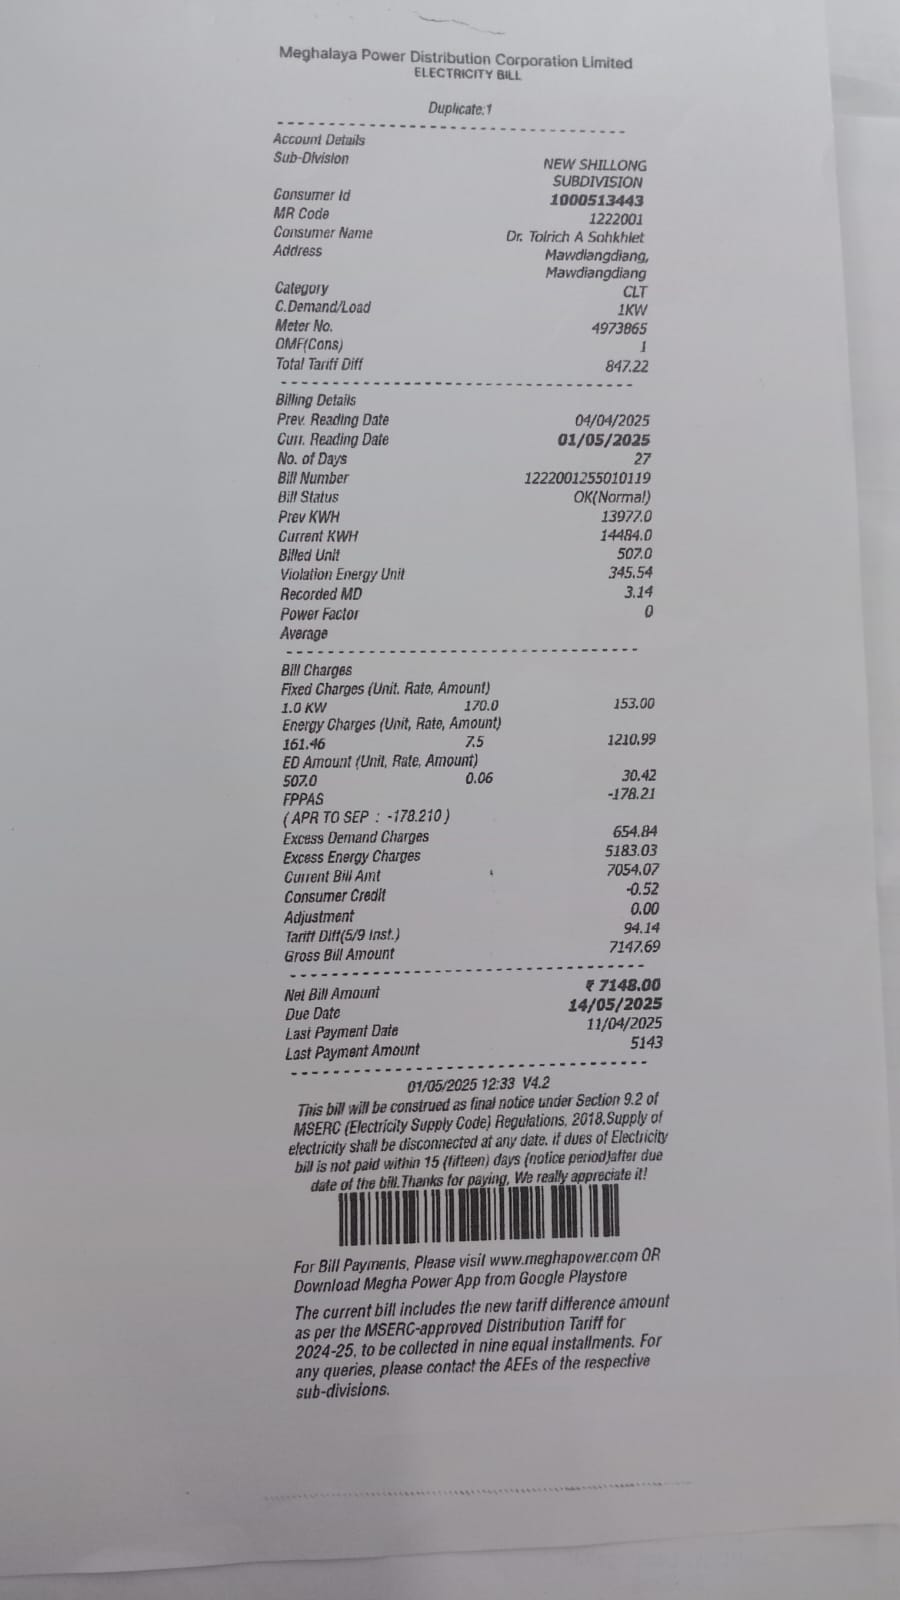 Meghalaya Power Distribution Corporation Limited
ELECTRICITY BILL
Duplicate:1
Account Details
Sub-Division NEW SHILLONG
SUBDIVISION
Consumer Id 1000513443
MR Code 1222001
Consumer Name Dr. Tolrich A Sohkhlet
Address Mawdiangdiang,
Mawdiangdiang
Category CLT
C.Demand/Load 1KW
Meter No. 4973865
OMF(Cons) 1
Total Tariff Diff 847.22
Billing Details
Prev. Reading Date 04/04/2025
Curr. Reading Date 01/05/2025
No. of Days 27
Bill Number 1222001255010119
Bill Status OK(Normal)
Prev KWH 13977.0
Current KWH 14484.0
Billed Unit 507.0
Violation Energy Unit 345.54
Recorded MD 3.14
Power Factor 0
Average
Bill Charges
Fixed Charges (Unit. Rate, Amount)
1.0 KW 170.0 153.00
Energy Charges (Unit, Rate, Amount)
161.46 7.5 1210.99
ED Amount (Unit, Rate, Amount)
507.0 0.06 30.42
FPPAS -178.21
( APR TO SEP : -178.210 )
Excess Demand Charges 654.84
Excess Energy Charges 5183.03
Current Bill Amt 7054.07
Consumer Credit -0.52
Adjustment 0.00
Tariff Diff(5/9 Inst.) 94.14
Gross Bill Amount 7147.69
Net Bill Amount ₹ 7148.00
Due Date 14/05/2025
Last Payment Date 11/04/2025
Last Payment Amount 5143
01/05/2025 12:33 V4.2
This bill will be construed as final notice under Section 9.2 of
MSERC (Electricity Supply Code) Regulations, 2018.Supply of
electricity shall be disconnected at any date. if dues of Electricity
bill is not paid within 15 (fifteen) days (notice period)after due
date of the bill.Thanks for paying, We really appreciate it!
For Bill Payments, Please visit www.meghapower.com OR
Download Megha Power App from Google Playstore
The current bill includes the new tariff difference amount
as per the MSERC-approved Distribution Tariff for
2024-25, to be collected in nine equal installments. For
any queries, please contact the AEEs of the respective
sub-divisions.